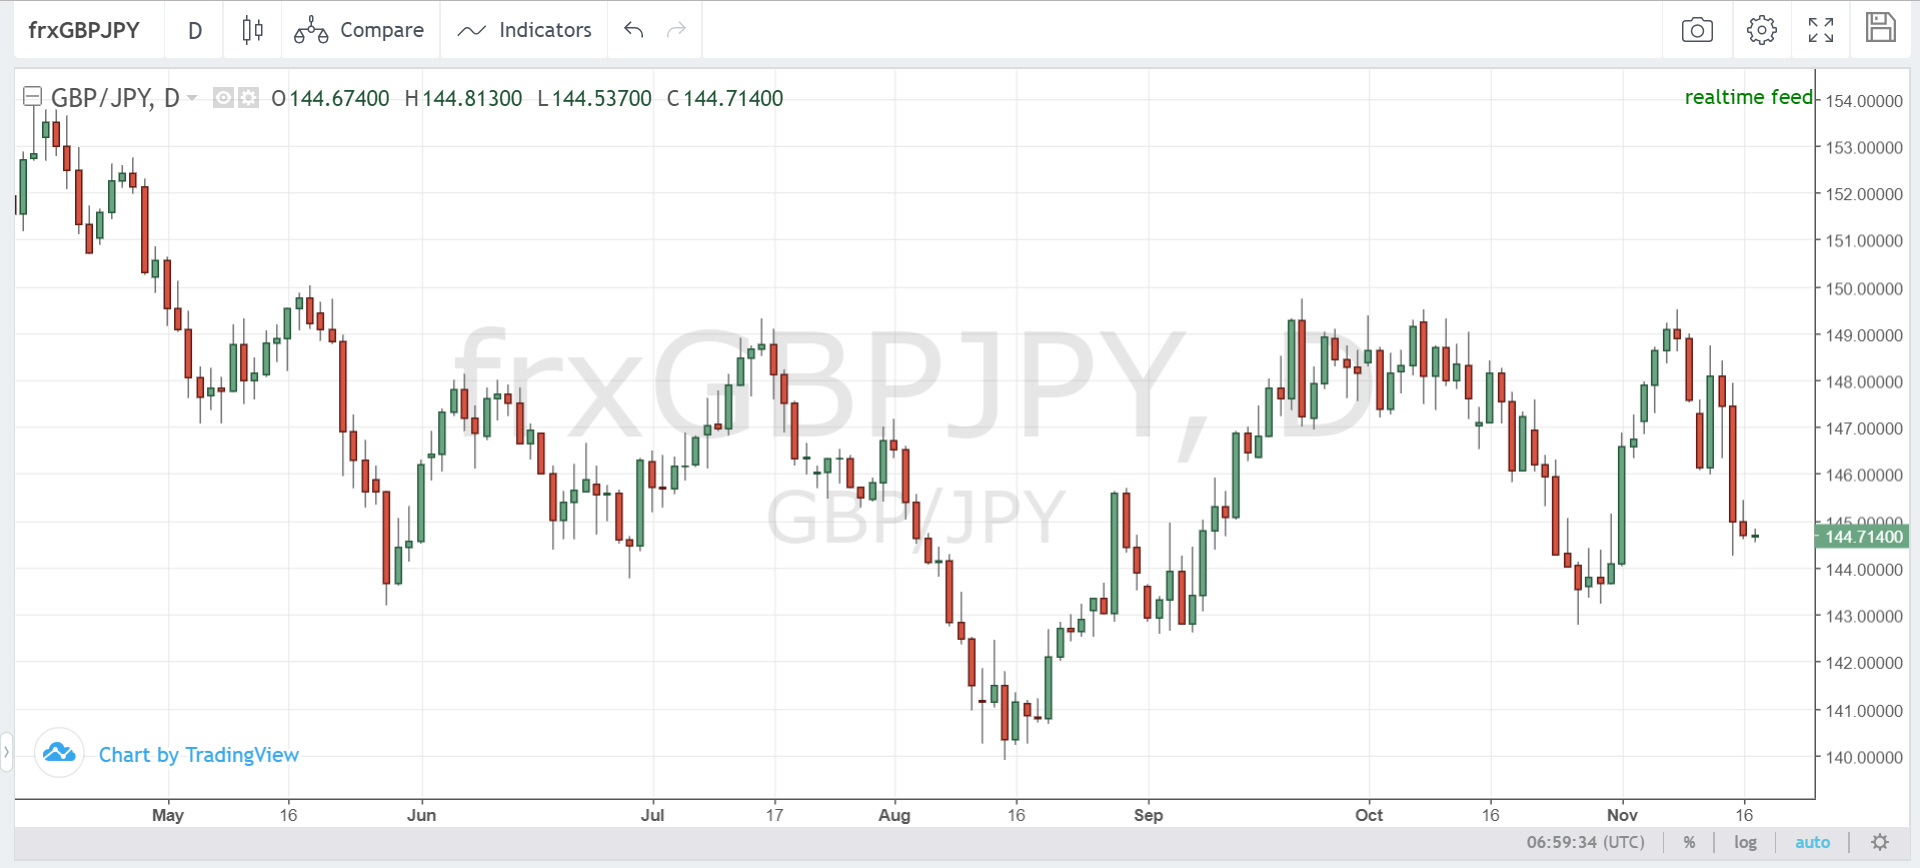 frxGBPJPY D Compare Indicators
GBP/JPY, D O144.67400 H144.81300 L144.53700 C144.71400
realtime feed
154.00000
153.00000
152.00000
151.00000
150.00000
149.00000
148.00000
147.00000
146.00000
145.00000
144.71400
144.00000
143.00000
142.00000
141.00000
140.00000
frxGBPJPY, D
GBP/JPY
Chart by TradingView
May 16 Jun Jul 17 Aug 16 Sep Oct 16 Nov 16
06:59:34 (UTC) % log auto